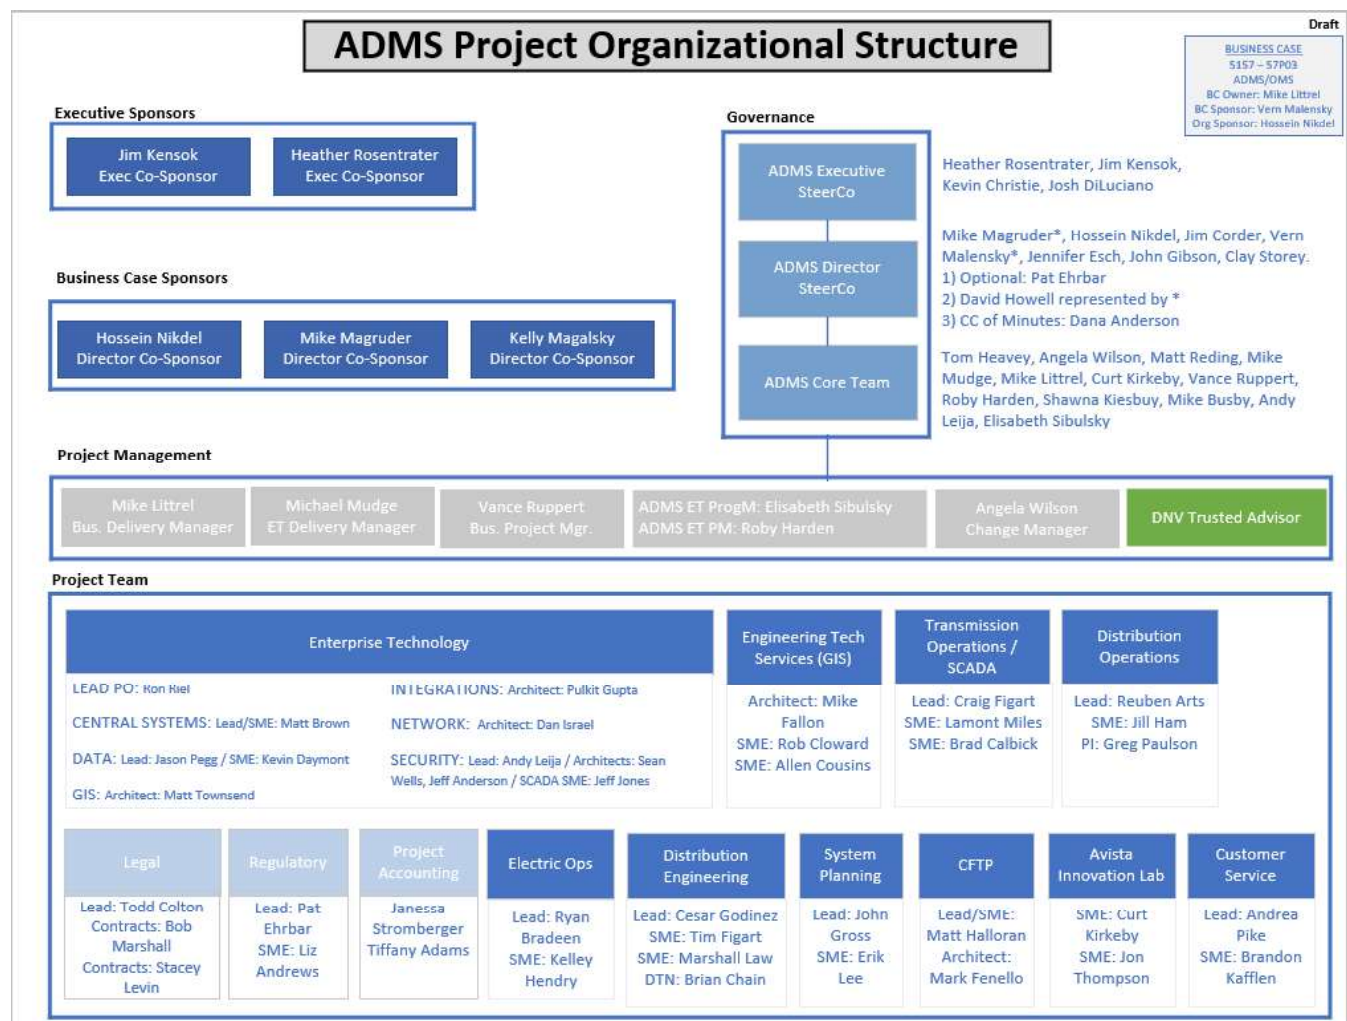 Draft
ADMS Project Organizational Structure
BUSINESS CASE
5157 – 57P03
ADMS/OMS
BC Owner: Mike Littrel
BC Sponsor: Vern Malensky
Org Sponsor: Hossein Nikdel
Executive Sponsors
Jim Kensok
Exec Co-Sponsor
Heather Rosentrater
Exec Co-Sponsor
Governance
ADMS Executive
SteerCo
Heather Rosentrater, Jim Kensok,
Kevin Christie, Josh DiLuciano
ADMS Director
SteerCo
Mike Magruder*, Hossein Nikdel, Jim Corder, Vern
Malensky*, Jennifer Esch, John Gibson, Clay Storey.
1) Optional: Pat Ehrbar
2) David Howell represented by *
3) CC of Minutes: Dana Anderson
ADMS Core Team
Tom Heavey, Angela Wilson, Matt Reding, Mike
Mudge, Mike Littrel, Curt Kirkeby, Vance Ruppert,
Roby Harden, Shawna Kiesbuy, Mike Busby, Andy
Leija, Elisabeth Sibulsky
Business Case Sponsors
Hossein Nikdel
Director Co-Sponsor
Mike Magruder
Director Co-Sponsor
Kelly Magalsky
Director Co-Sponsor
Project Management
Mike Littrel
Bus. Delivery Manager
Michael Mudge
ET Delivery Manager
Vance Ruppert
Bus. Project Mgr.
ADMS ET ProgM: Elisabeth Sibulsky
ADMS ET PM: Roby Harden
Angela Wilson
Change Manager
DNV Trusted Advisor
Project Team
Enterprise Technology
LEAD PO: Ron Riel
CENTRAL SYSTEMS: Lead/SME: Matt Brown
DATA: Lead: Jason Pegg / SME: Kevin Daymont
GIS: Architect: Matt Townsend
INTEGRATIONS: Architect: Pulkit Gupta
NETWORK: Architect: Dan Israel
SECURITY: Lead: Andy Leija / Architects: Sean
Wells, Jeff Anderson / SCADA SME: Jeff Jones
Engineering Tech
Services (GIS)
Architect: Mike
Fallon
SME: Rob Cloward
SME: Allen Cousins
Transmission
Operations /
SCADA
Lead: Craig Figart
SME: Lamont Miles
SME: Brad Calbick
Distribution
Operations
Lead: Reuben Arts
SME: Jill Ham
PI: Greg Paulson
Legal
Lead: Todd Colton
Contracts: Bob
Marshall
Contracts: Stacey
Levin
Regulatory
Lead: Pat
Ehrbar
SME: Liz
Andrews
Project
Accounting
Janessa
Stromberger
Tiffany Adams
Electric Ops
Lead: Ryan
Bradeen
SME: Kelley
Hendry
Distribution
Engineering
Lead: Cesar Godinez
SME: Tim Figart
SME: Marshall Law
DTN: Brian Chain
System
Planning
Lead: John
Gross
SME: Erik
Lee
CFTP
Lead/SME:
Matt Halloran
Architect:
Mark Fenello
Avista
Innovation Lab
SME: Curt
Kirkeby
SME: Jon
Thompson
Customer
Service
Lead: Andrea
Pike
SME: Brandon
Kafflen